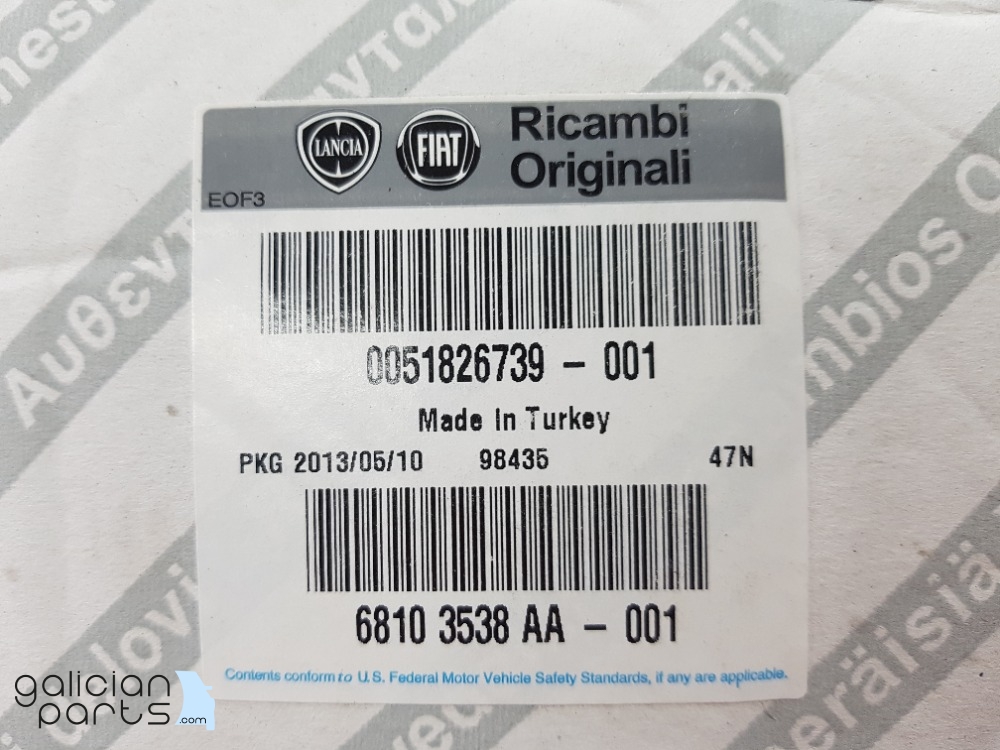 LANCIA FIAT
Ricambi
Originali
EOF3
0051826739 - 001
Made In Turkey
PKG 2013/05/10 98435 47N
6810 3538 AA - 001
Contents conform to U.S. Federal Motor Vehicle Safety Standards, if any are applicable.
galician
parts.com